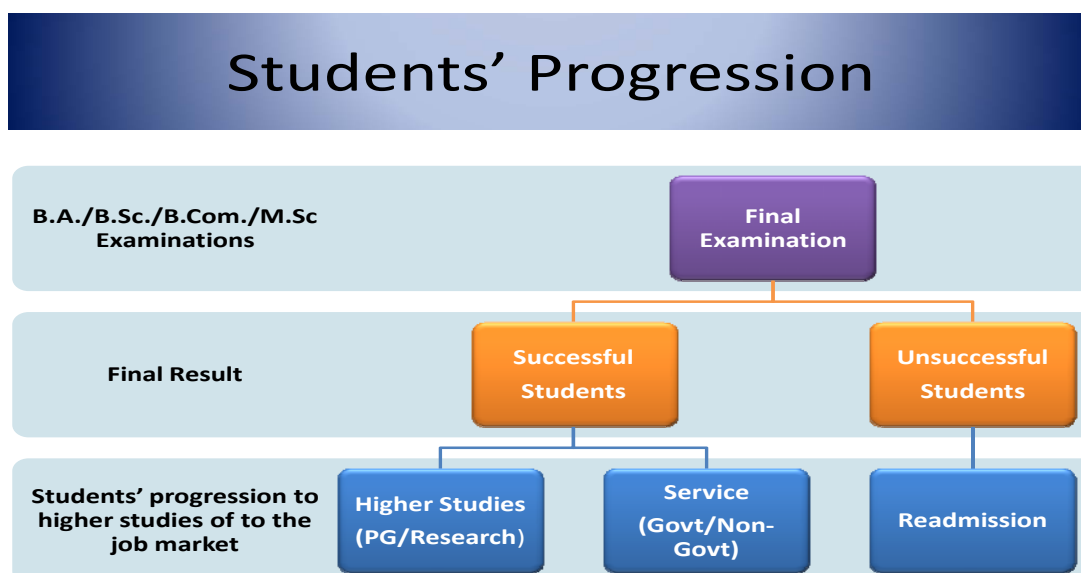 Students’ Progression
B.A./B.Sc./B.Com./M.Sc
Examinations
Final
Examination
Final Result
Successful
Students
Unsuccessful
Students
Students’ progression to
higher studies of to the
job market
Higher Studies
(PG/Research)
Service
(Govt/Non-
Govt)
Readmission